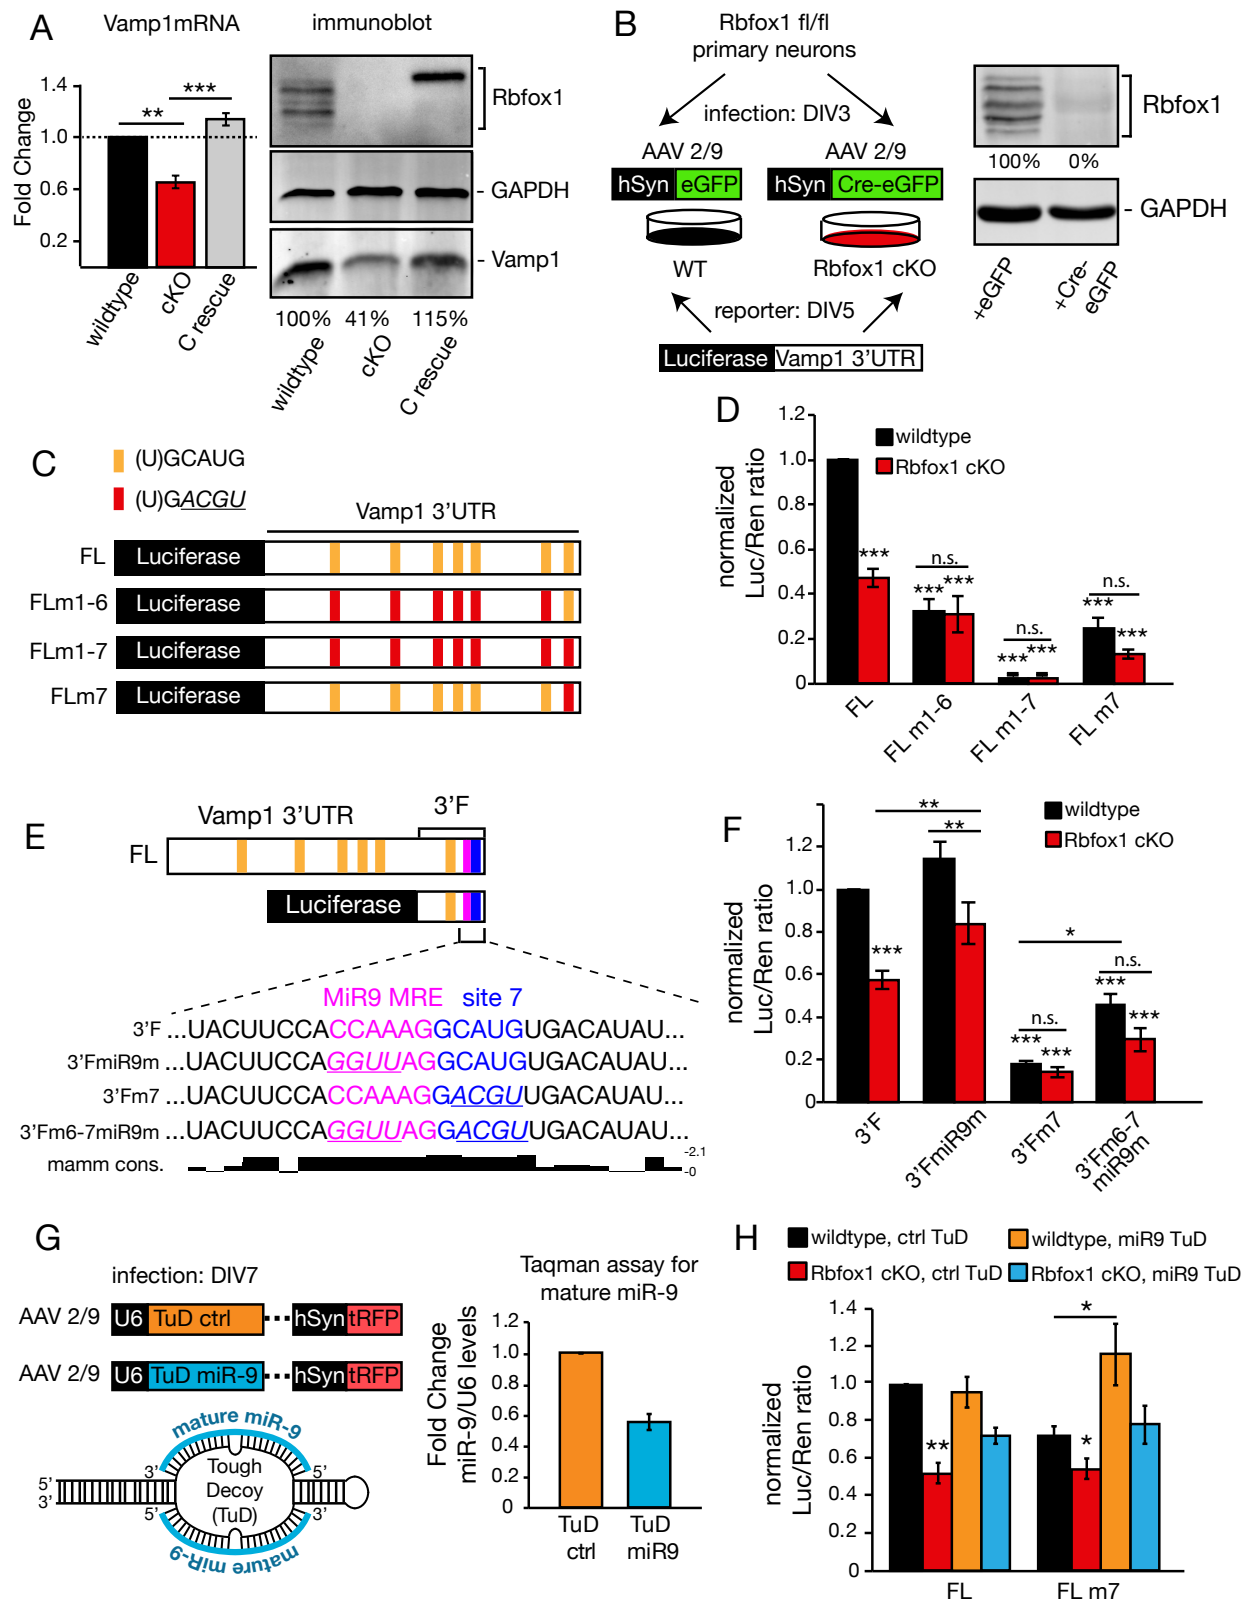 A
Vamp1mRNA
immunoblot
Fold Change
1.4
1.0
0.6
0.2
**
***
wildtype
cKO
C rescue
Rbfox1
- GAPDH
- Vamp1
100% 41% 115%
wildtype
cKO
C rescue
B
Rbfox1 fl/fl
primary neurons
infection: DIV3
AAV 2/9
AAV 2/9
hSyn eGFP
hSyn Cre-eGFP
WT
Rbfox1 cKO
reporter: DIV5
Luciferase Vamp1 3'UTR
Rbfox1
100% 0%
- GAPDH
+eGFP
+Cre-
eGFP
C
(U)GCAUG
(U)GACGU
Vamp1 3'UTR
FL Luciferase
FLm1-6 Luciferase
FLm1-7 Luciferase
FLm7 Luciferase
D
normalized
Luc/Ren ratio
1.2
1.0
0.6
0.4
0.2
0
wildtype
Rbfox1 cKO
***
n.s.
*** ***
n.s.
*** ***
n.s.
***
***
FL
FL m1-6
FL m1-7
FL m7
E
Vamp1 3'UTR
3'F
FL
Luciferase
MiR9 MRE site 7
3'F ...UACUUCCACCAAAGGCAUGUGACAUAU...
3'FmiR9m ...UACUUCCAGGUUAGGCAUGUGACAUAU...
3'Fm7 ...UACUUCCACCAAAGGACGUUGACAUAU...
3'Fm6-7miR9m ...UACUUCCAGGUUAGGACGUUGACAUAU...
mamm cons.
-2.1
-0
F
normalized
Luc/Ren ratio
1.2
1.0
0.8
0.6
0.4
0.2
0
wildtype
Rbfox1 cKO
**
**
***
*
n.s.
*** ***
n.s.
***
***
3'F
3'FmiR9m
3'Fm7
3'Fm6-7
miR9m
G
infection: DIV7
AAV 2/9 U6 TuD ctrl hSyn tRFP
AAV 2/9 U6 TuD miR-9 hSyn tRFP
mature miR-9
3' 5'
5'
3'
Tough
Decoy
(TuD)
5' 3'
mature miR-9
Taqman assay for
mature miR-9
Fold Change
miR-9/U6 levels
1.2
1.0
0.8
0.6
0.4
0.2
0
TuD
ctrl
TuD
miR9
H
wildtype, ctrl TuD
wildtype, miR9 TuD
Rbfox1 cKO, ctrl TuD
Rbfox1 cKO, miR9 TuD
normalized
Luc/Ren ratio
1.4
1.2
1.0
0.8
0.6
0.4
0.2
0
**
*
*
FL
FL m7